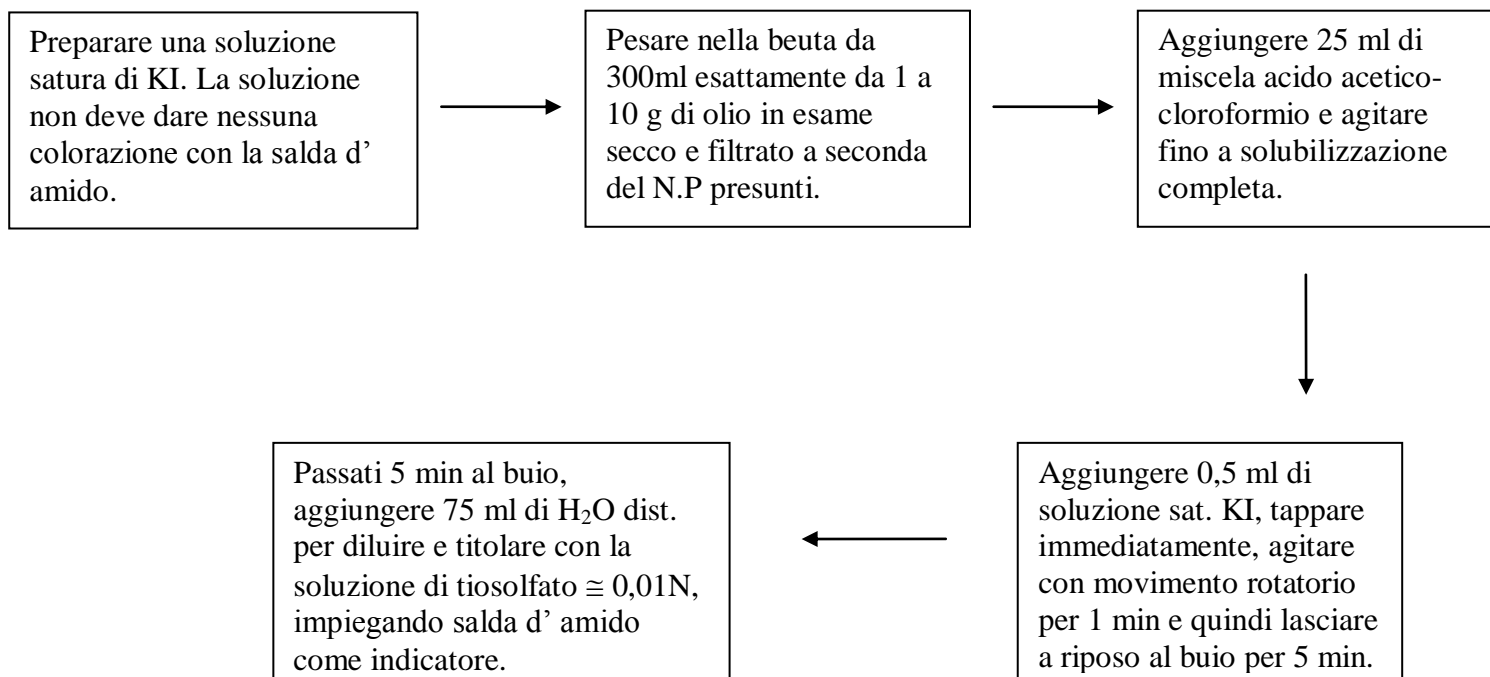 Preparare una soluzione
satura di KI. La soluzione
non deve dare nessuna
colorazione con la salda d’
amido.
Pesare nella beuta da
300ml esattamente da 1 a
10 g di olio in esame
secco e filtrato a seconda
del N.P presunti.
Aggiungere 25 ml di
miscela acido acetico-
cloroformio e agitare
fino a solubilizzazione
completa.
Aggiungere 0,5 ml di
soluzione sat. KI, tappare
immediatamente, agitare
con movimento rotatorio
per 1 min e quindi lasciare
a riposo al buio per 5 min.
Passati 5 min al buio,
aggiungere 75 ml di H₂O dist.
per diluire e titolare con la
soluzione di tiosolfato ≅ 0,01N,
impiegando salda d’ amido
come indicatore.